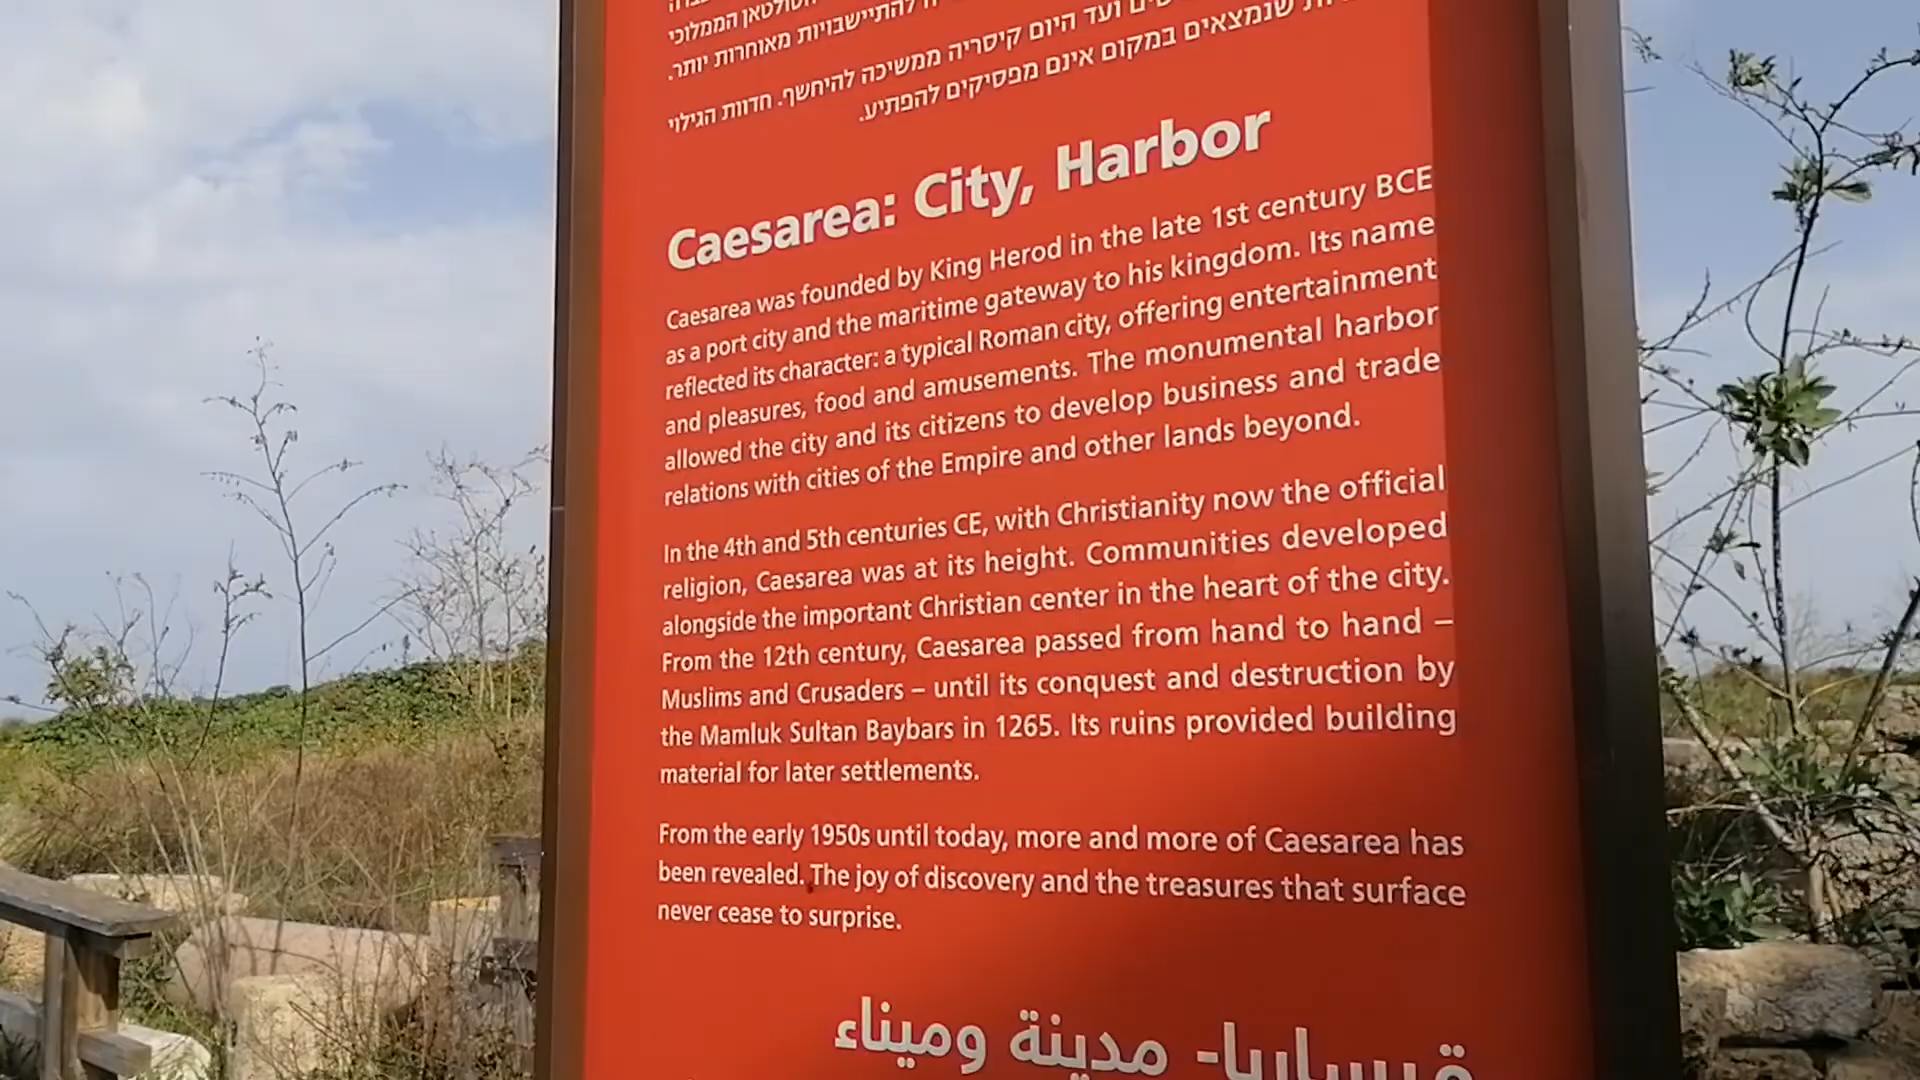 הסולטאן הממלוכי
להתיישבויות מאוחרות יותר.
ועד היום קיסריה ממשיכה להיחשף. חדוות הגילוי
שנמצאים במקום אינם מפסיקים להפתיע.
Caesarea: City, Harbor
Caesarea was founded by King Herod in the late 1st century BCE
as a port city and the maritime gateway to his kingdom. Its name
reflected its character: a typical Roman city, offering entertainment
and pleasures, food and amusements. The monumental harbor
allowed the city and its citizens to develop business and trade
relations with cities of the Empire and other lands beyond.
In the 4th and 5th centuries CE, with Christianity now the official
religion, Caesarea was at its height. Communities developed
alongside the important Christian center in the heart of the city.
From the 12th century, Caesarea passed from hand to hand –
Muslims and Crusaders – until its conquest and destruction by
the Mamluk Sultan Baybars in 1265. Its ruins provided building
material for later settlements.
From the early 1950s until today, more and more of Caesarea has
been revealed. The joy of discovery and the treasures that surface
never cease to surprise.
قيساريا- مدينة وميناء